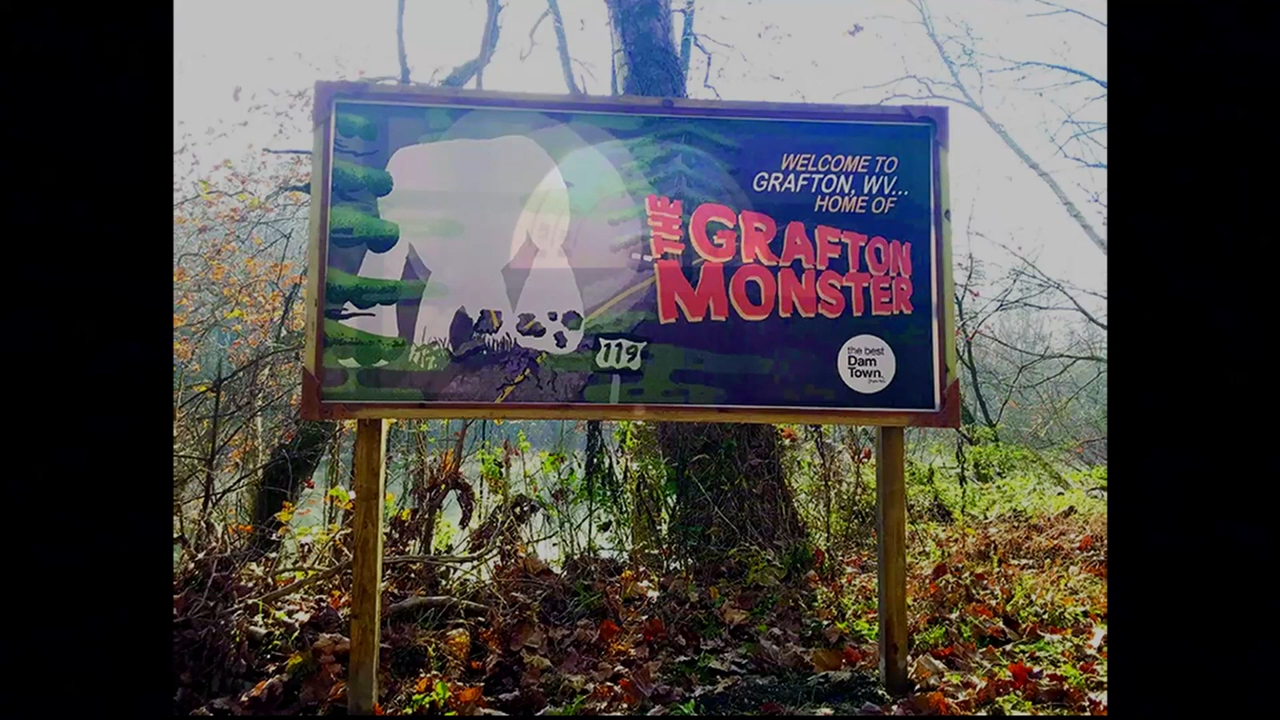 WELCOME TO
GRAFTON, WV...
HOME OF
THE
GRAFTON
MONSTER
119
the best
Dam
Town.